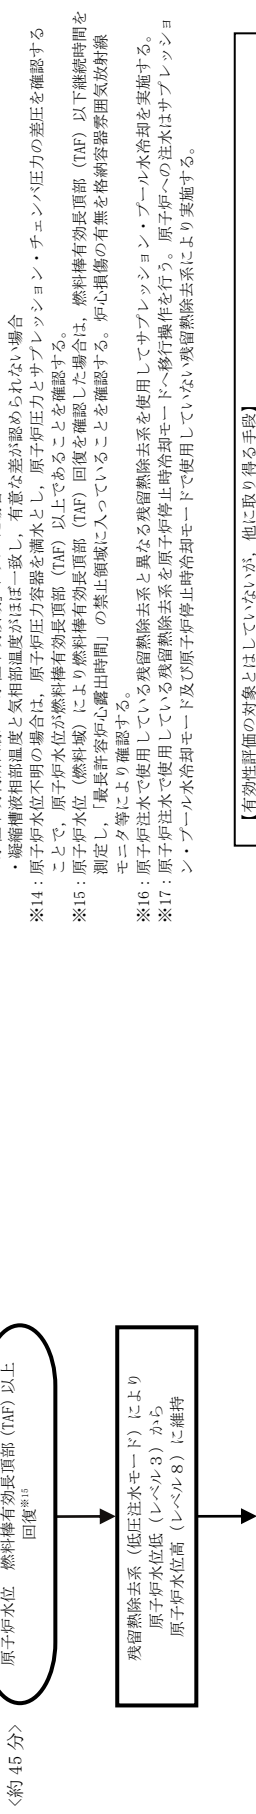 ・凝縮槽液相部温度と気相部温度がほぼ一致し，有意な差が認められない場合
※14：原子炉水位不明の場合は，原子炉圧力容器を満水とし，原子炉圧力とサプレッション・チェンバ圧力の差圧を確認する
ことで，原子炉水位が燃料棒有効長頂部（TAF）以上であることを確認する。
※15：原子炉水位（燃料域）により燃料棒有効長頂部（TAF）回復を確認した場合は，燃料棒有効長頂部（TAF）以下継続時間を
測定し，「最長許容炉心露出時間」の禁止領域に入っていることを確認する。炉心損傷の有無を格納容器雰囲気放射線
モニタ等により確認する。
※16：原子炉注水で使用している残留熱除去系と異なる残留熱除去系を使用してサプレッション・プール水冷却を実施する。
※17：原子炉注水で使用している残留熱除去系を原子炉停止時冷却モードへ移行操作を行う。原子炉への注水はサプレッショ
ン・プール水冷却モード及び原子炉停止時冷却モードで使用していない残留熱除去系により実施する。
【有効性評価の対象とはしていないが，他に取り得る手段】
〈約 45 分〉
原子炉水位　燃料棒有効長頂部（TAF）以上
回復※15
残留熱除去系（低圧注水モード）により
原子炉水位低（レベル３）から
原子炉水位高（レベル８）に維持